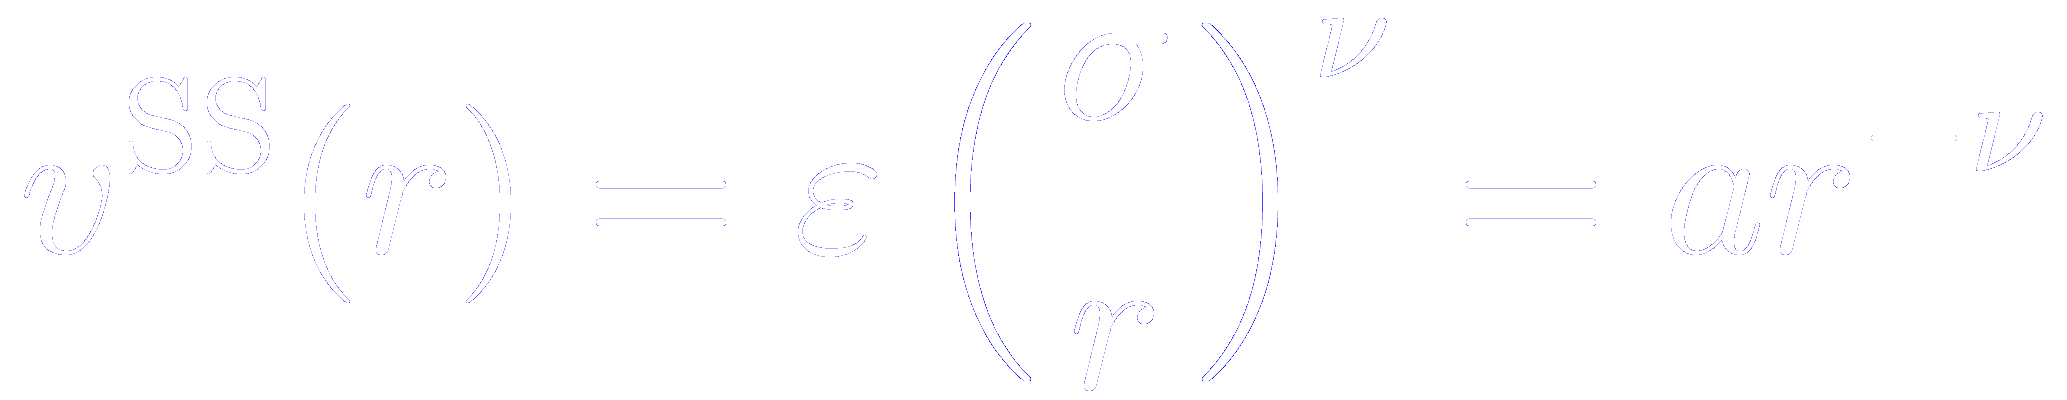 v^{SS}(r) = ε (σ/r)^ν = ar^{-ν}